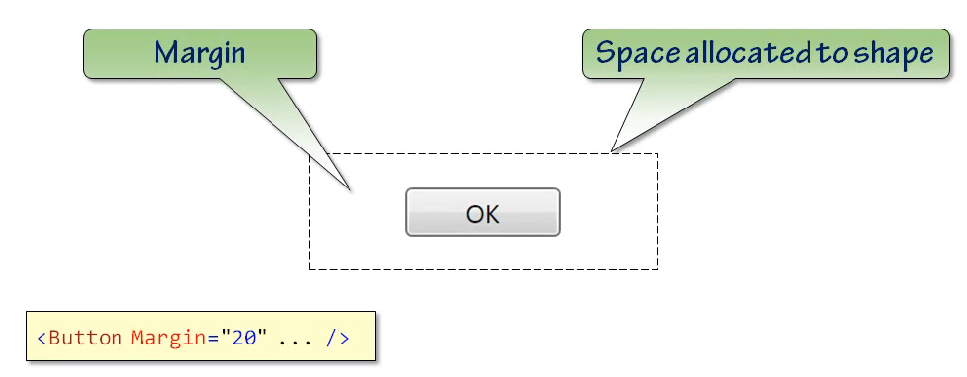 Margin
Space allocated to shape
OK
<Button Margin="20" ... />